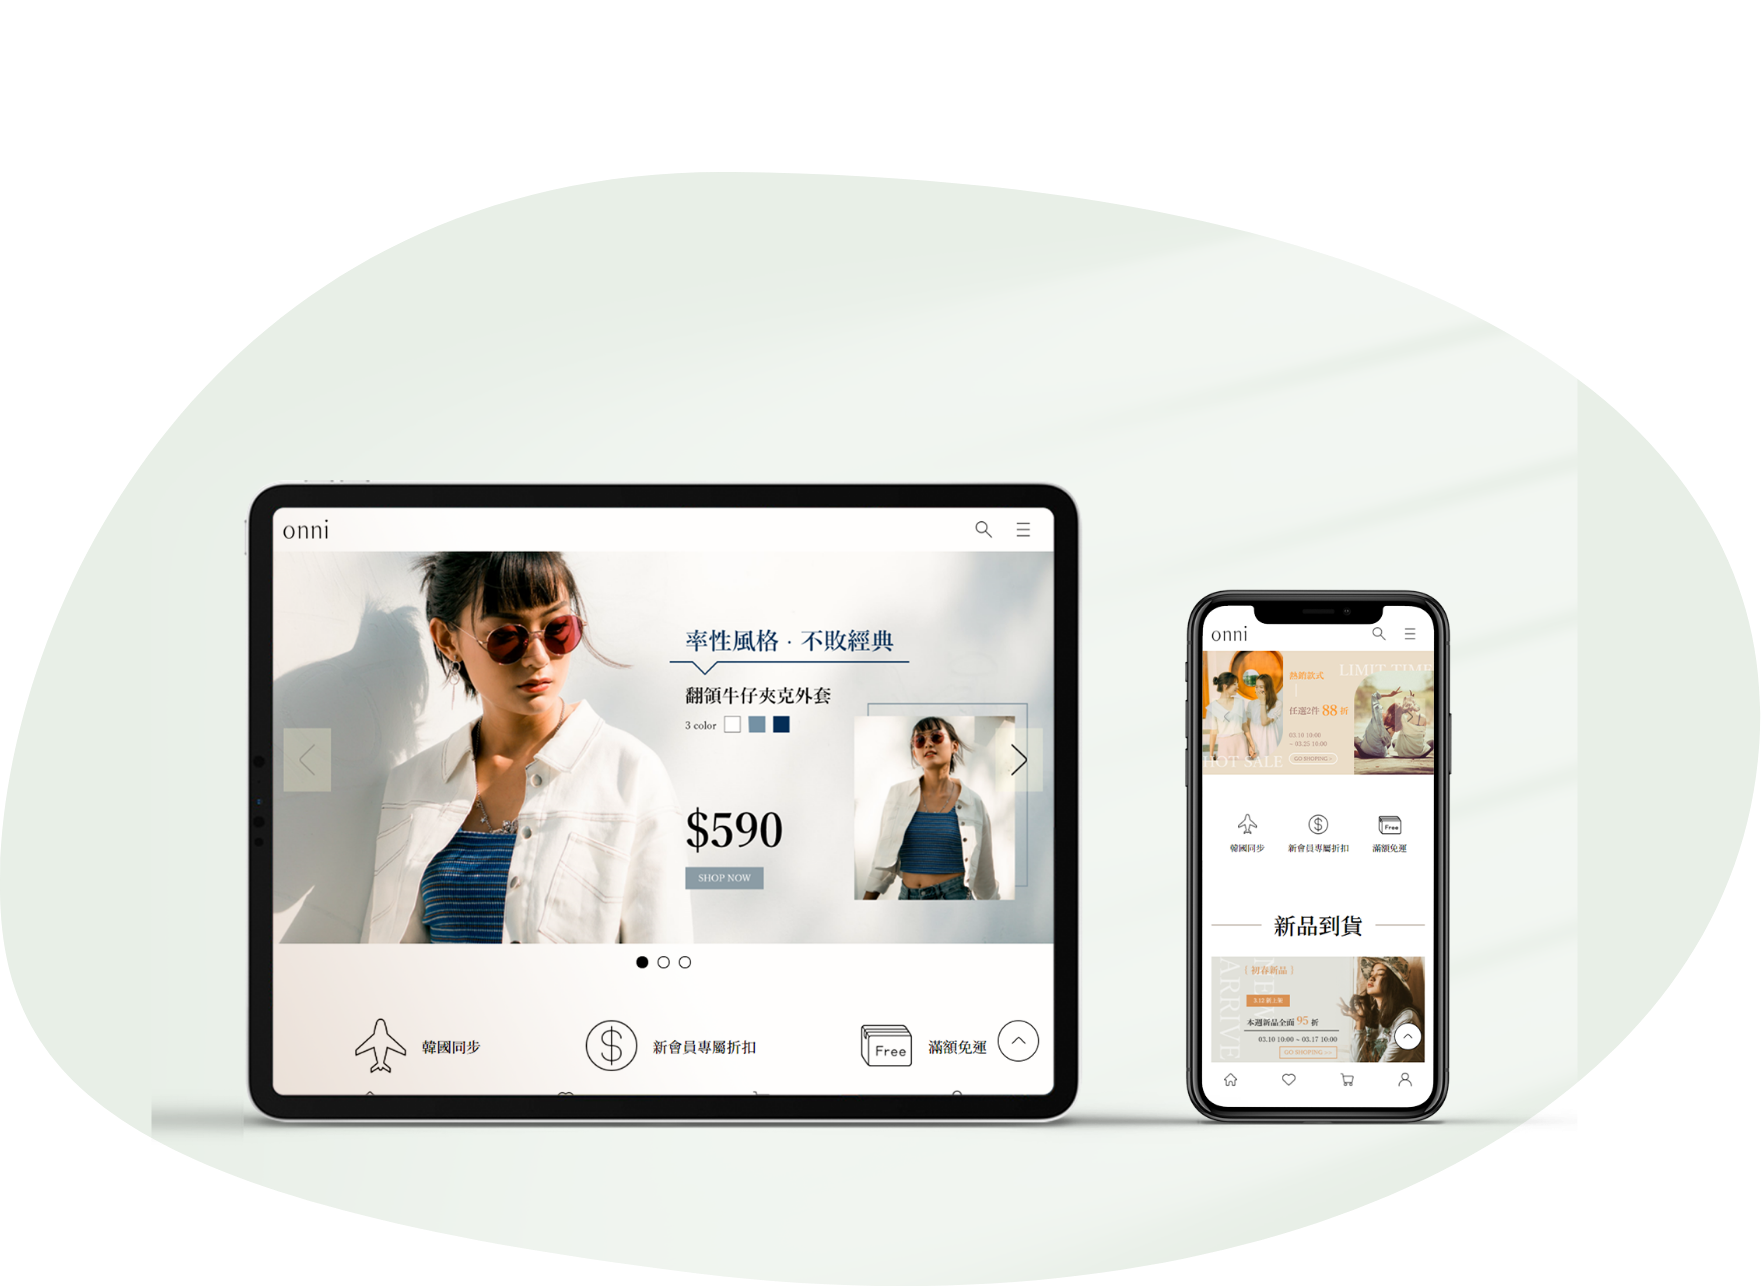 onni
率性風格 · 不敗經典
翻領牛仔夾克外套
3 color
$590
SHOP NOW
韓國同步
新會員專屬折扣
Free
滿額免運
onni
LIMIT TIME
熱銷款式
任選2件 88 折
03.10 10:00
~ 03.25 10:00
GO SHOPING
HOT SALE
韓國同步
新會員專屬折扣
Free
滿額免運
新品到貨
ARRIVE
NEW
[ 初春新品 ]
本週新品全面 95 折
03.10 10:00 ~ 03.17 10:00
GO SHOPING >>